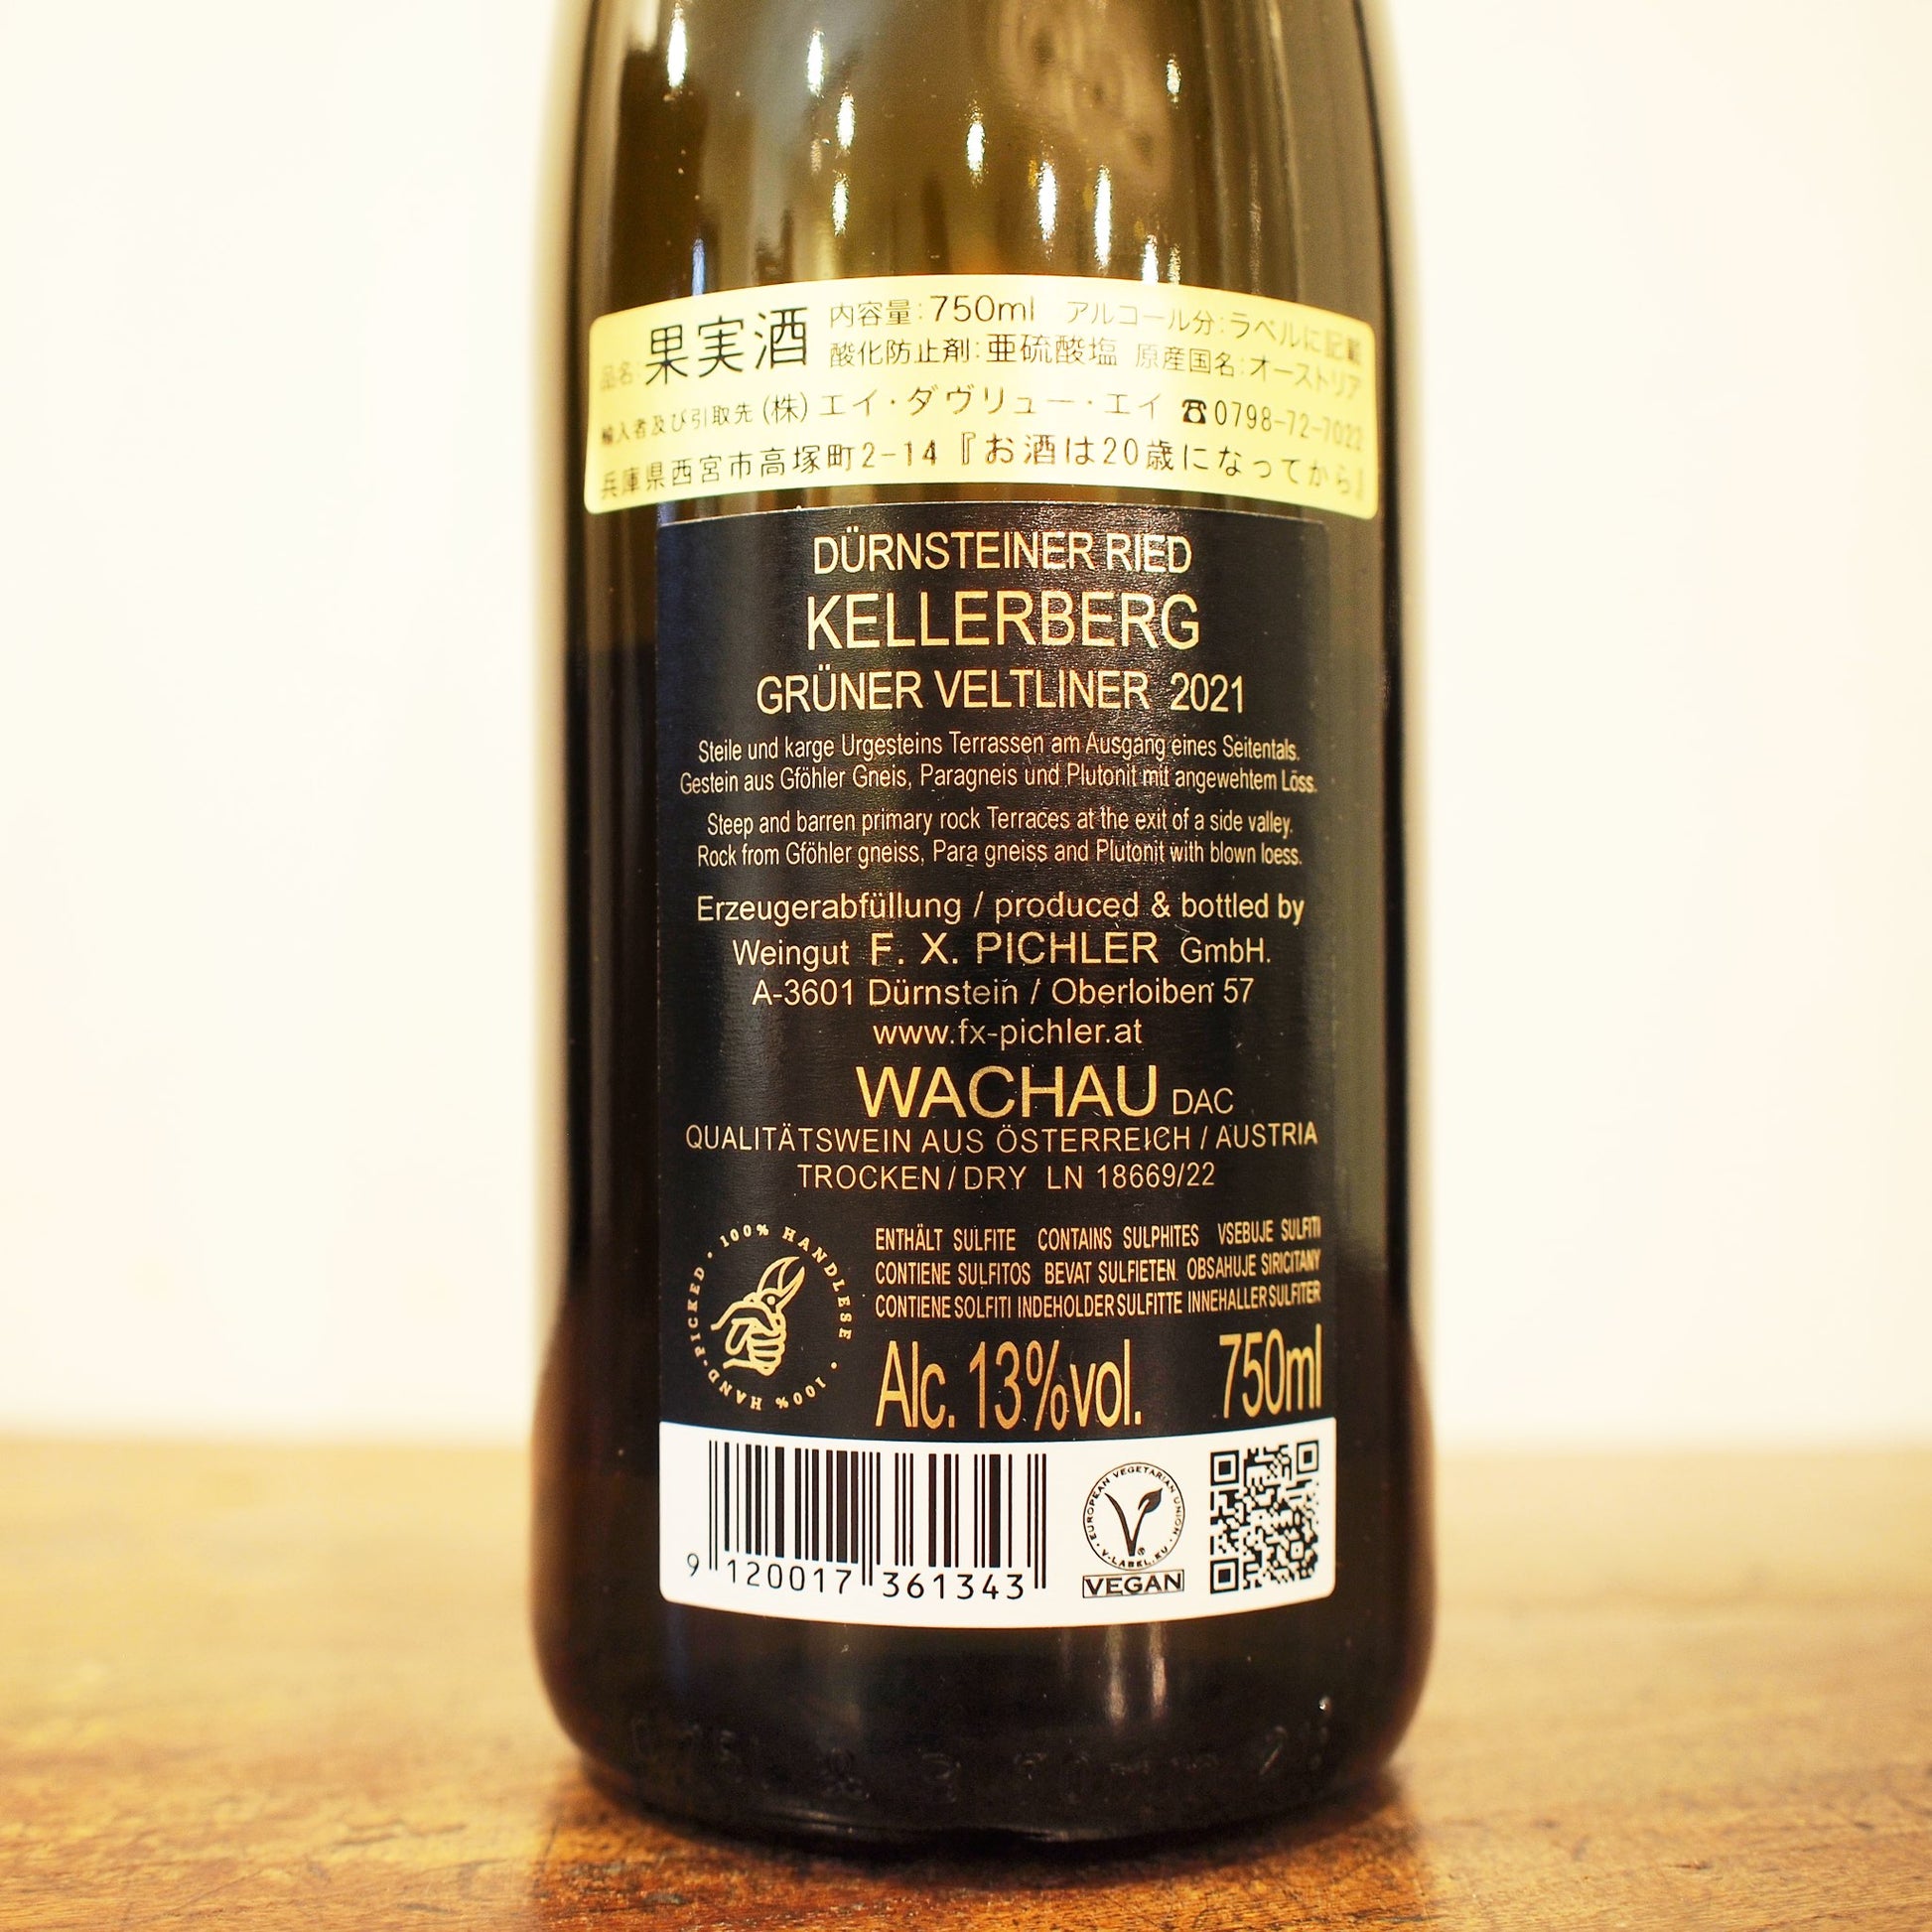 品名:果実酒 内容量:750ml アルコール分:ラベルに記載
酸化防止剤:亜硫酸塩 原産国名:オーストリア
輸入者及び引取先 (株)エイ・ダヴリュー・エイ ☎0798-72-7022
兵庫県西宮市高塚町2-14『お酒は20歳になってから』
DÜRNSTEINER RIED
KELLERBERG
GRÜNER VELTLINER 2021
Steile und karge Urgesteins Terrassen am Ausgang eines Seitentals.
Gestein aus Gföhler Gneis, Paragneis und Plutonit mit angewehtem Löss.
Steep and barren primary rock Terraces at the exit of a side valley.
Rock from Gföhler gneiss, Para gneiss and Plutonit with blown loess.
Erzeugerabfüllung / produced & bottled by
Weingut F. X. PICHLER GmbH.
A-3601 Dürnstein / Oberloiben 57
www.fx-pichler.at
WACHAU DAC
QUALITÄTSWEIN AUS ÖSTERREICH / AUSTRIA
TROCKEN / DRY LN 18669/22
100% HANDLESE • 100% HAND-PICKED •
ENTHÄLT SULFITE CONTAINS SULPHITES VSEBUJE SULFITI
CONTIENE SULFITOS BEVAT SULFIETEN. OBSAHUJE SIRICITANY
CONTIENE SOLFITI INDEHOLDER SULFITTE INNEHALLER SULFITER
Alc. 13%vol. 750ml
9 120017 361343
EUROPEAN VEGETARIAN UNION
• V-LABEL.EU •
VEGAN